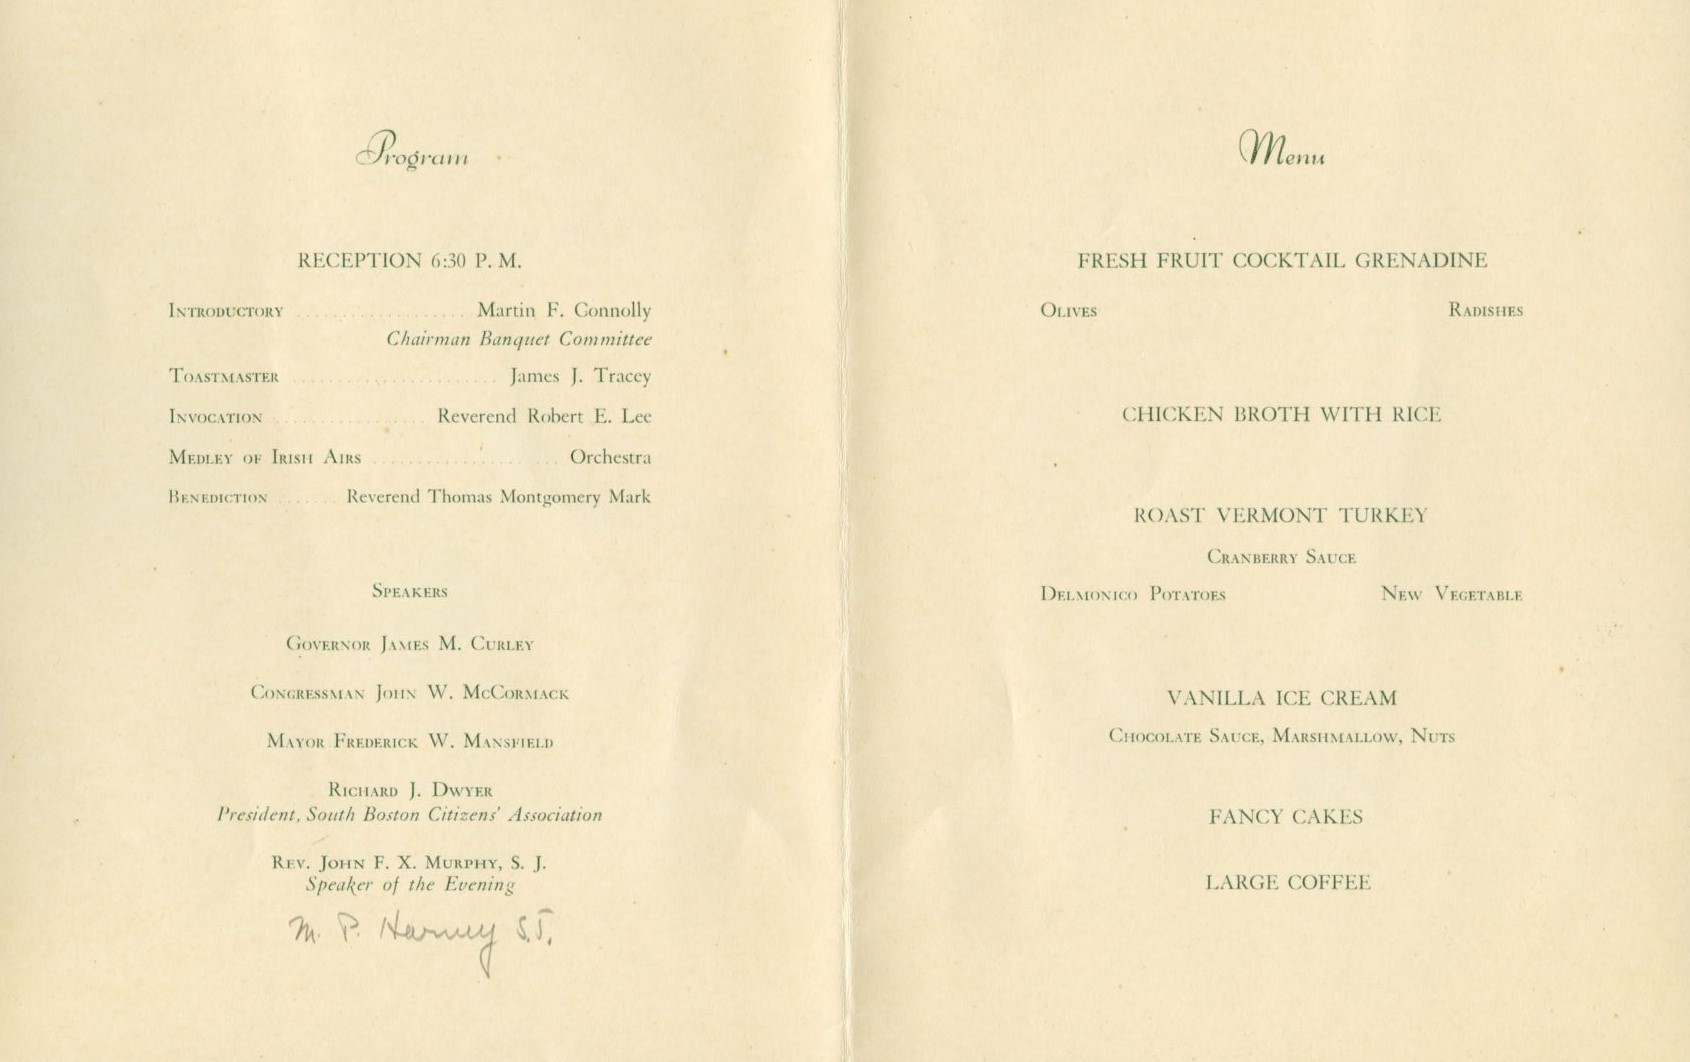 Program
RECEPTION 6:30 P. M.
INTRODUCTORY . . . . . . . . . . . . . . . . . . Martin F. Connolly
Chairman Banquet Committee
TOASTMASTER . . . . . . . . . . . . . . . . . . . . . James J. Tracey
INVOCATION . . . . . . . . . . . . . . . . Reverend Robert E. Lee
MEDLEY OF IRISH AIRS . . . . . . . . . . . . . . . . . . . Orchestra
BENEDICTION . . . . . . Reverend Thomas Montgomery Mark
SPEAKERS
GOVERNOR JAMES M. CURLEY
CONGRESSMAN JOHN W. McCORMACK
MAYOR FREDERICK W. MANSFIELD
RICHARD J. DWYER
President, South Boston Citizens' Association
REV. JOHN F. X. MURPHY, S. J.
Speaker of the Evening
M. P. Harney S.J.
Menu
FRESH FRUIT COCKTAIL GRENADINE
OLIVES RADISHES
CHICKEN BROTH WITH RICE
ROAST VERMONT TURKEY
CRANBERRY SAUCE
DELMONICO POTATOES NEW VEGETABLE
VANILLA ICE CREAM
CHOCOLATE SAUCE, MARSHMALLOW, NUTS
FANCY CAKES
LARGE COFFEE